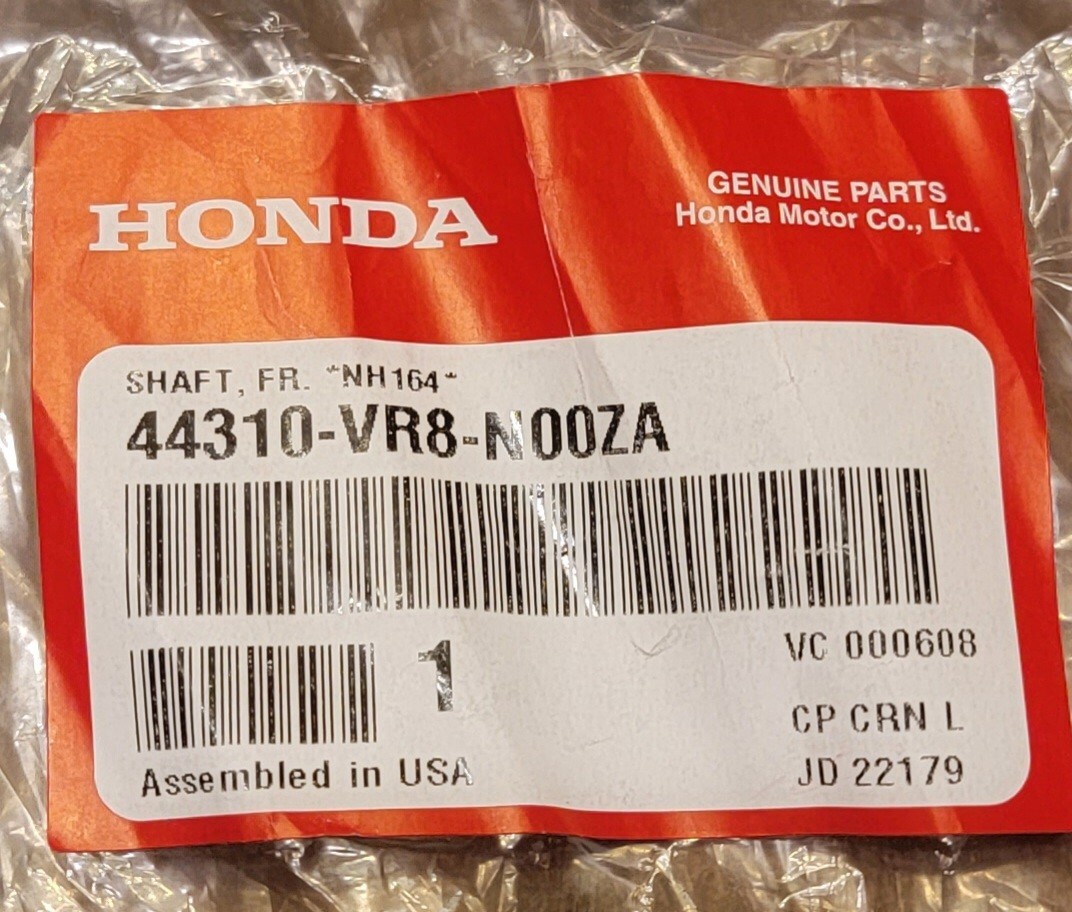 HONDA
GENUINE PARTS
Honda Motor Co., Ltd.
SHAFT, FR. *NH164*
44310-VR8-N00ZA
1
VC 000608
CP CRN L
Assembled in USA
JD 22179